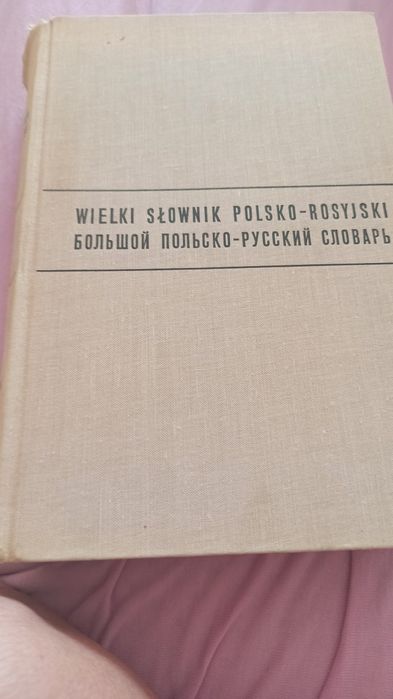 WIELKI SŁOWNIK POLSKO-ROSYJSKI
БОЛЬШОЙ ПОЛЬСКО-РУССКИЙ СЛОВАРЬ